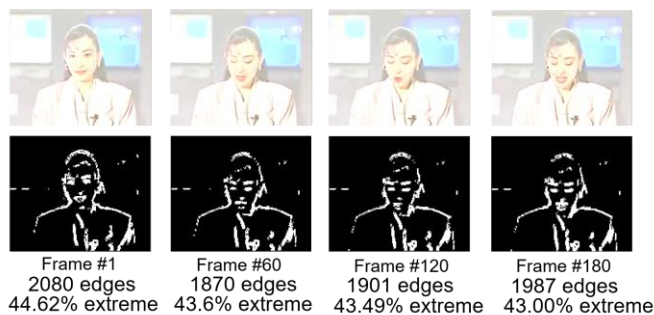 Frame #1
2080 edges
44.62% extreme
Frame #60
1870 edges
43.6% extreme
Frame #120
1901 edges
43.49% extreme
Frame #180
1987 edges
43.00% extreme